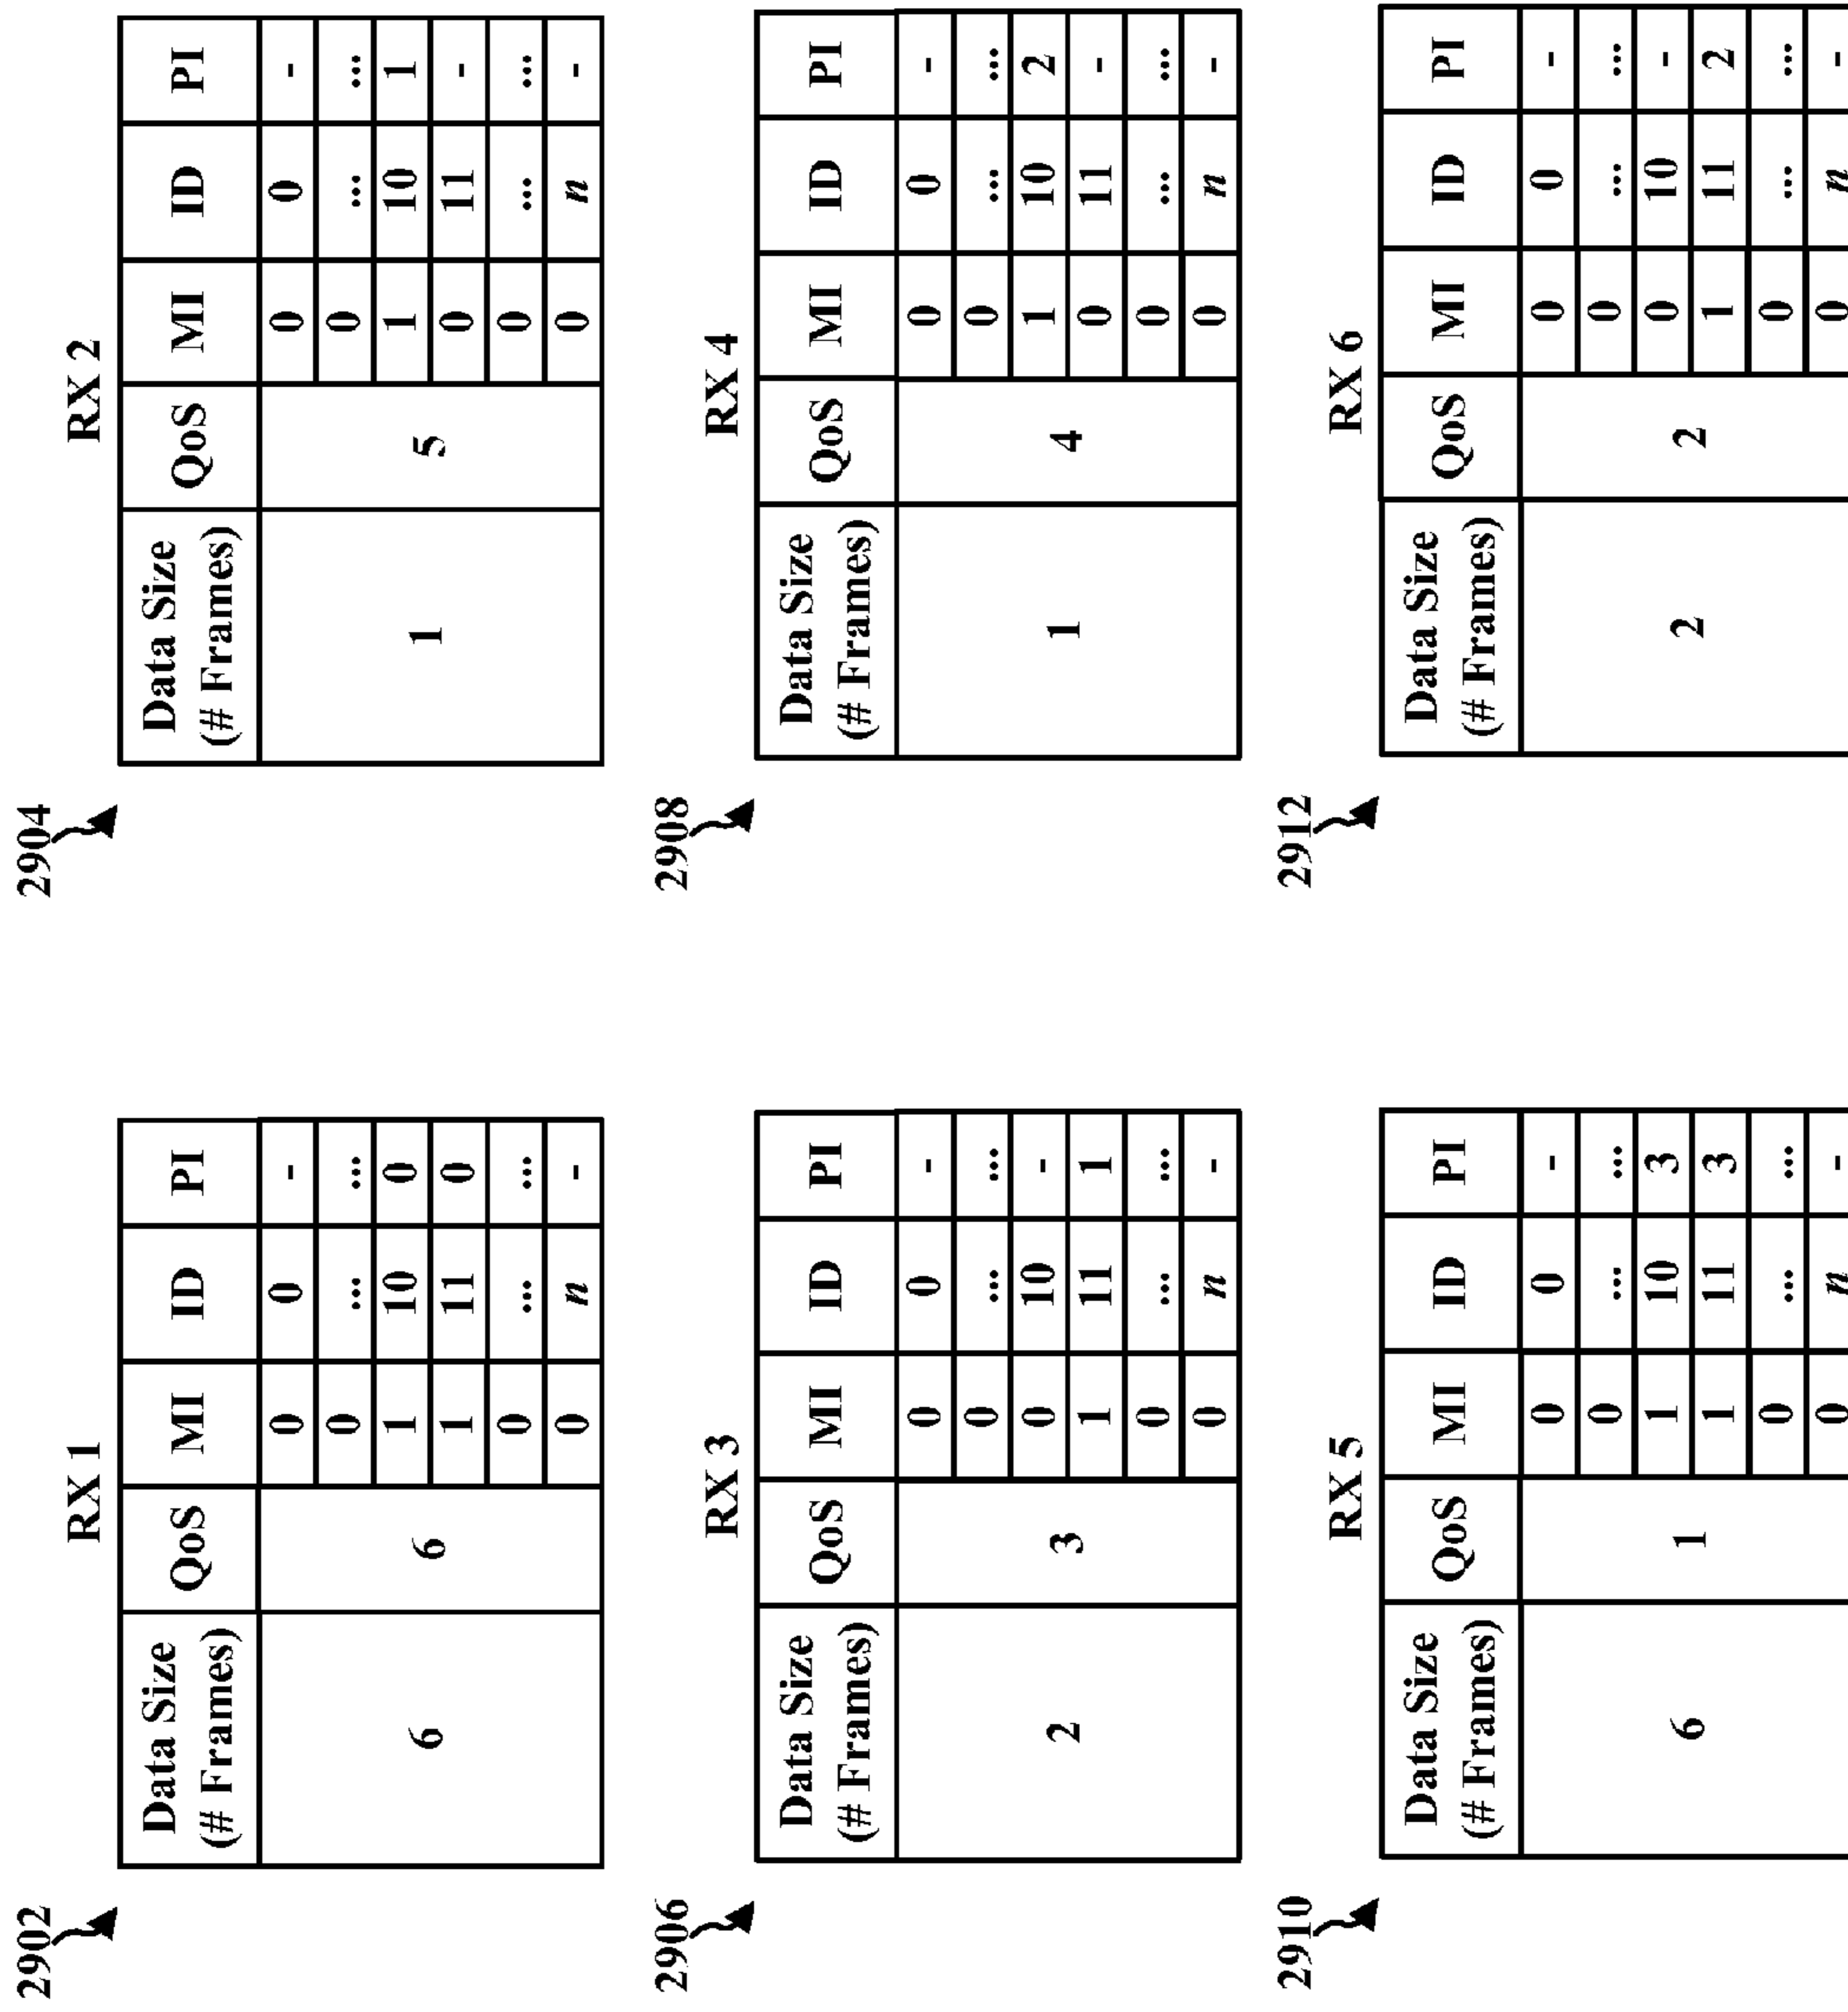 2902
RX 1
Data Size (# Frames) QoS MI ID PI
6 6
0 0 -
0 ... ...
1 10 0
1 11 0
0 ... ...
0 n -
2904
RX 2
Data Size (# Frames) QoS MI ID PI
1 5
0 0 -
0 ... ...
1 10 1
0 11 -
0 ... ...
0 n -
2906
RX 3
Data Size (# Frames) QoS MI ID PI
2 3
0 0 -
0 ... ...
0 10 -
1 11 1
0 ... ...
0 n -
2908
RX 4
Data Size (# Frames) QoS MI ID PI
1 4
0 0 -
0 ... ...
1 10 2
0 11 -
0 ... ...
0 n -
2910
RX 5
Data Size (# Frames) QoS MI ID PI
6 1
0 0 -
0 ... ...
1 10 3
1 11 3
0 ... ...
0 n -
2912
RX 6
Data Size (# Frames) QoS MI ID PI
2 2
0 0 -
0 ... ...
0 10 -
1 11 2
0 ... ...
0 n -